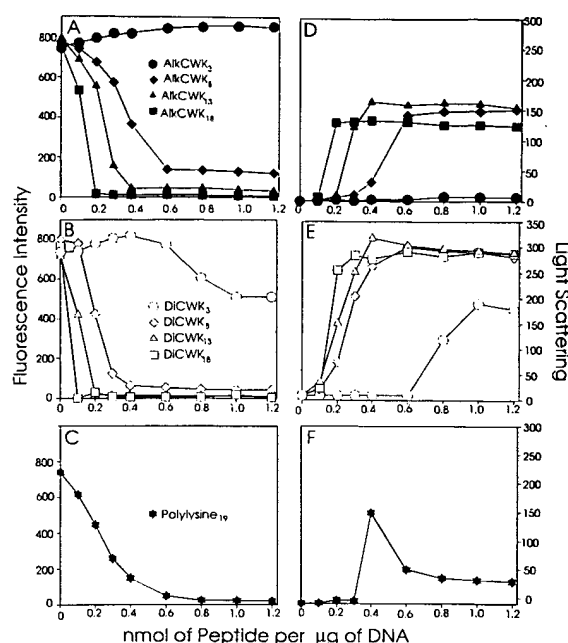 A
800
600
400
200
0
AlkCWK₃
AlkCWK₈
AlkCWK₁₃
AlkCWK₁₈
0 0.2 0.4 0.6 0.8 1.0 1.2
D
300
250
200
150
100
50
0
0 0.2 0.4 0.6 0.8 1.0 1.2
Fluorescence Intensity
B
800
600
400
200
0
DiCWK₃
DiCWK₈
DiCWK₁₃
DiCWK₁₈
0 0.2 0.4 0.6 0.8 1.0 1.2
E
350
300
250
200
150
100
50
0
0 0.2 0.4 0.6 0.8 1.0 1.2
Light Scattering
C
800
600
400
200
0
Polylysine₁₉
0 0.2 0.4 0.6 0.8 1.0 1.2
F
300
250
200
150
100
50
0
0 0.2 0.4 0.6 0.8 1.0 1.2
nmol of Peptide per μg of DNA